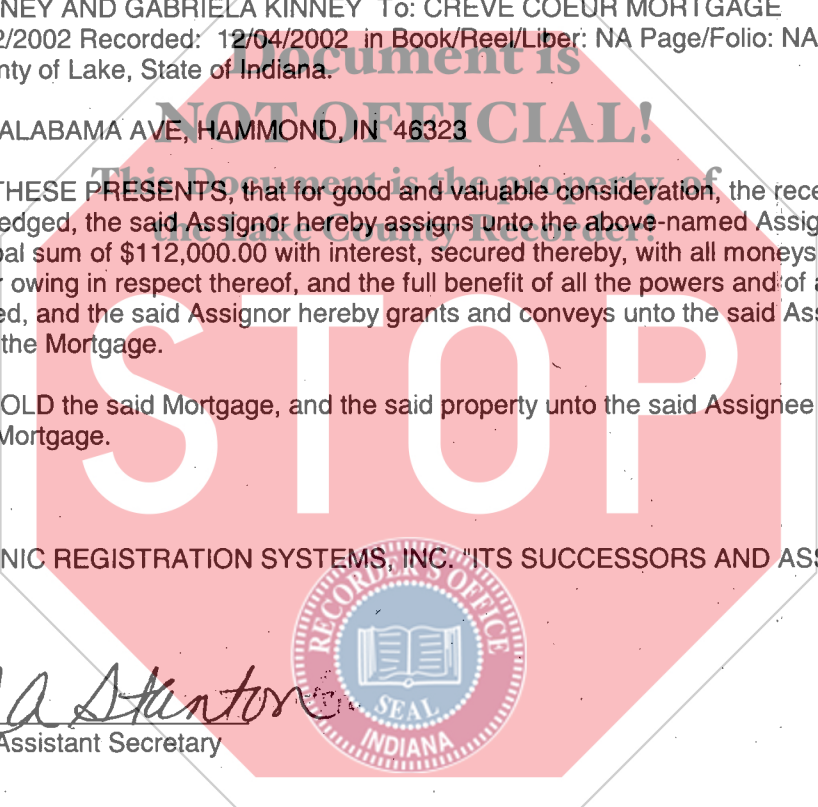 NEY AND GABRIELA KINNEY To: CREVE COEUR MORTGAGE
2/2002 Recorded: 12/04/2002 in Book/Reel/Liber: NA Page/Folio: NA
nty of Lake, State of Indiana.
Document is
NOT OFFICIAL!
ALABAMA AVE, HAMMOND, IN 46323
This Document is the property of
the Lake County Recorder!
THESE PRESENTS, that for good and valuable consideration, the rece
edged, the said Assignor hereby assigns unto the above-named Assig
pal sum of $112,000.00 with interest, secured thereby, with all moneys
r owing in respect thereof, and the full benefit of all the powers and of a
ed, and the said Assignor hereby grants and conveys unto the said Ass
the Mortgage.
STOP
OLD the said Mortgage, and the said property unto the said Assignee
Mortgage.
NIC REGISTRATION SYSTEMS, INC. "ITS SUCCESSORS AND ASS
RECORDER'S OFFICE
SEAL
INDIANA
a Stanton
Assistant Secretary